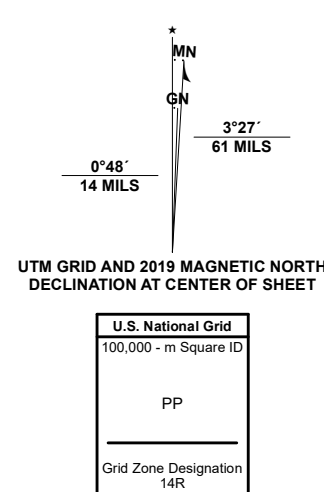 MN
GN
3°27´
61 MILS
0°48´
14 MILS
UTM GRID AND 2019 MAGNETIC NORTH
DECLINATION AT CENTER OF SHEET
U.S. National Grid
100,000 - m Square ID
PP
Grid Zone Designation
14R